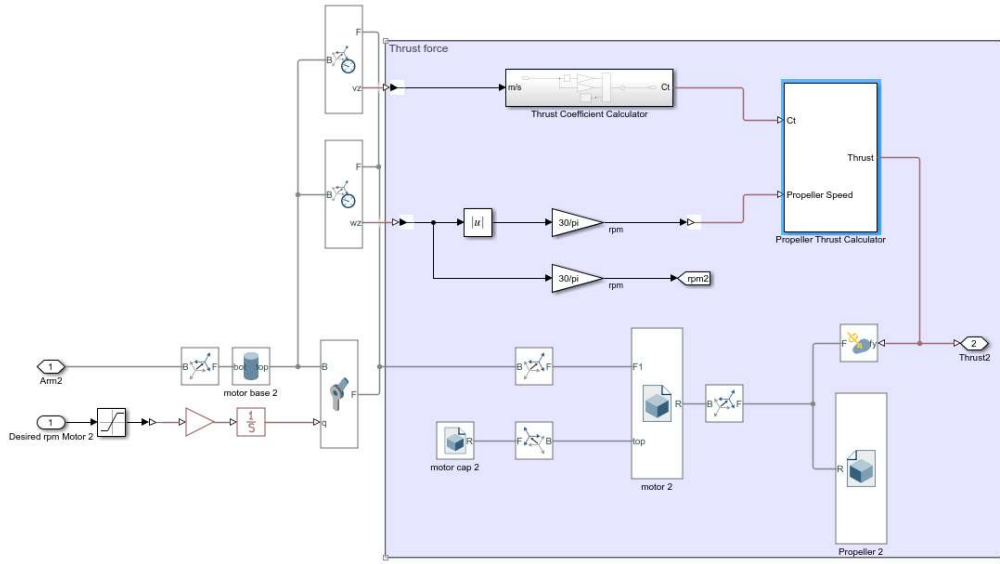 F
B
vz
Thrust force
m/s
Ct
Thrust Coefficient Calculator
Ct
Thrust
Propeller Speed
Propeller Thrust Calculator
F
B
wz
|u|
30/pi
rpm
30/pi
rpm
rpm2
1
Arm2
B
F
bot
top
motor base 2
B
F
q
1
Desired rpm Motor 2
1
S
B
F
F1
R
top
motor 2
R
motor cap 2
F
B
B
F
F
fy
2
Thrust2
R
Propeller 2